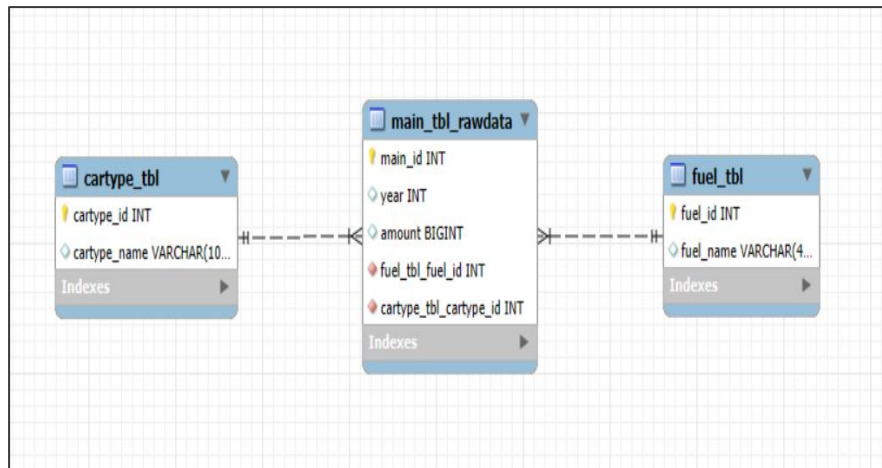 cartype_tbl
cartype_id INT
cartype_name VARCHAR(10...
Indexes
main_tbl_rawdata
main_id INT
year INT
amount BIGINT
fuel_tbl_fuel_id INT
cartype_tbl_cartype_id INT
Indexes
fuel_tbl
fuel_id INT
fuel_name VARCHAR(4...
Indexes